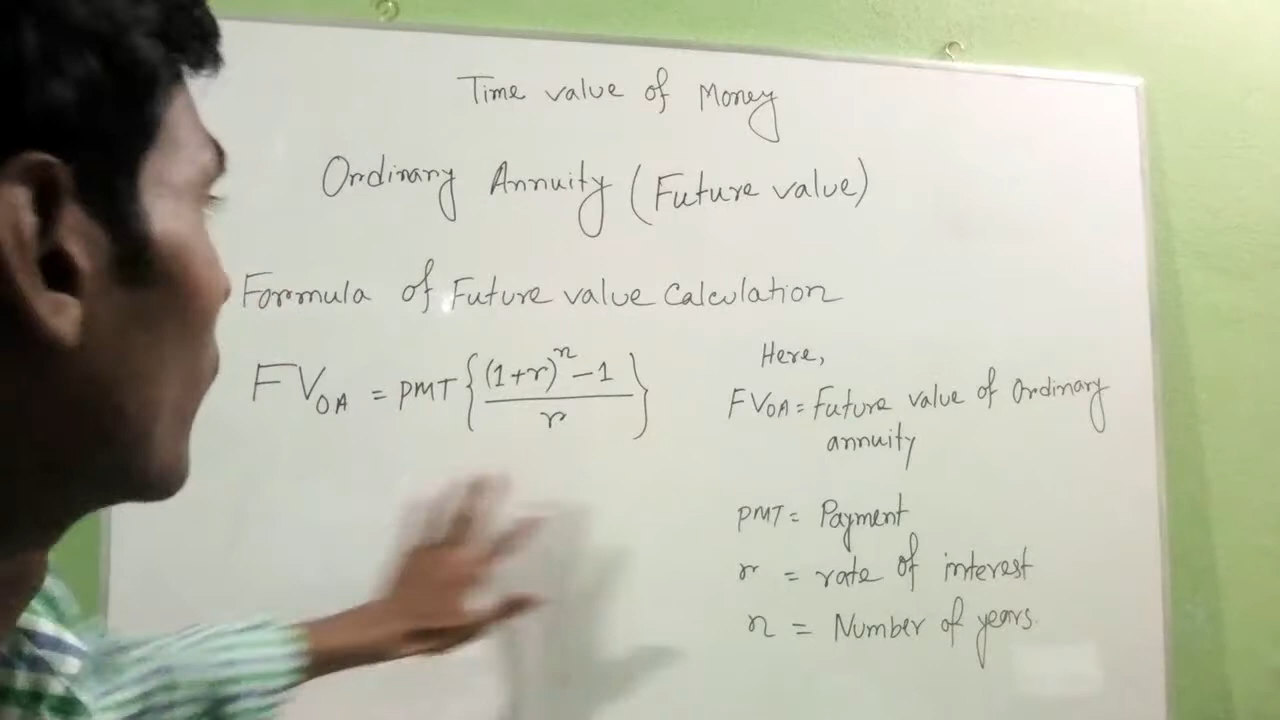 Time value of Money
Ordinary Annuity (Future value)
Formula of Future value Calculation
FV_OA = PMT {((1+r)^n - 1) / r}
Here,
FVOA = Future value of Ordinary
annuity
PMT = Payment
r = rate of interest
n = Number of years.